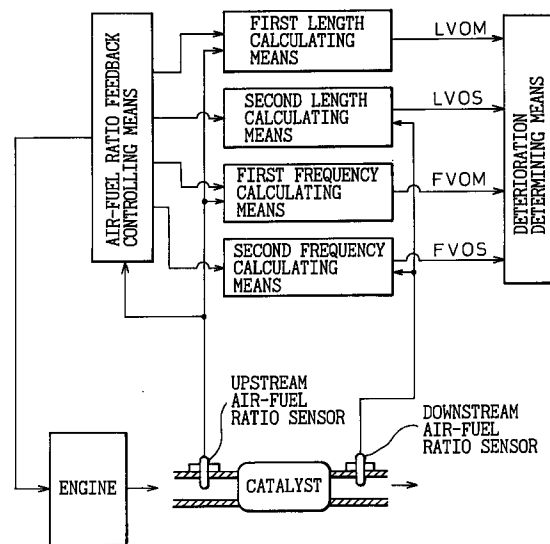 FIRST LENGTH
CALCULATING
MEANS
LVOM
SECOND LENGTH
CALCULATING
MEANS
LVOS
FIRST FREQUENCY
CALCULATING
MEANS
FVOM
SECOND FREQUENCY
CALCULATING
MEANS
FVOS
AIR-FUEL RATIO FEEDBACK
CONTROLLING MEANS
DETERIORATION
DETERMINING MEANS
UPSTREAM
AIR-FUEL
RATIO SENSOR
DOWNSTREAM
AIR-FUEL
RATIO SENSOR
ENGINE
CATALYST